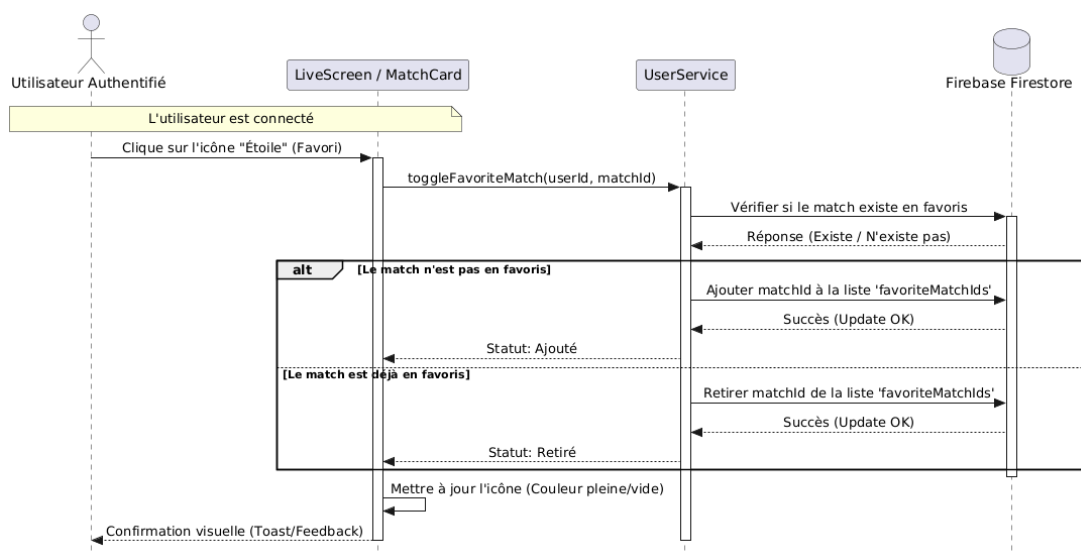 Utilisateur Authentifié
LiveScreen / MatchCard
UserService
Firebase Firestore
L'utilisateur est connecté
Clique sur l'icône "Étoile" (Favori)
toggleFavoriteMatch(userId, matchId)
Vérifier si le match existe en favoris
Réponse (Existe / N'existe pas)
alt
[Le match n'est pas en favoris]
Ajouter matchId à la liste 'favoriteMatchIds'
Succès (Update OK)
Statut: Ajouté
[Le match est déjà en favoris]
Retirer matchId de la liste 'favoriteMatchIds'
Succès (Update OK)
Statut: Retiré
Mettre à jour l'icône (Couleur pleine/vide)
Confirmation visuelle (Toast/Feedback)